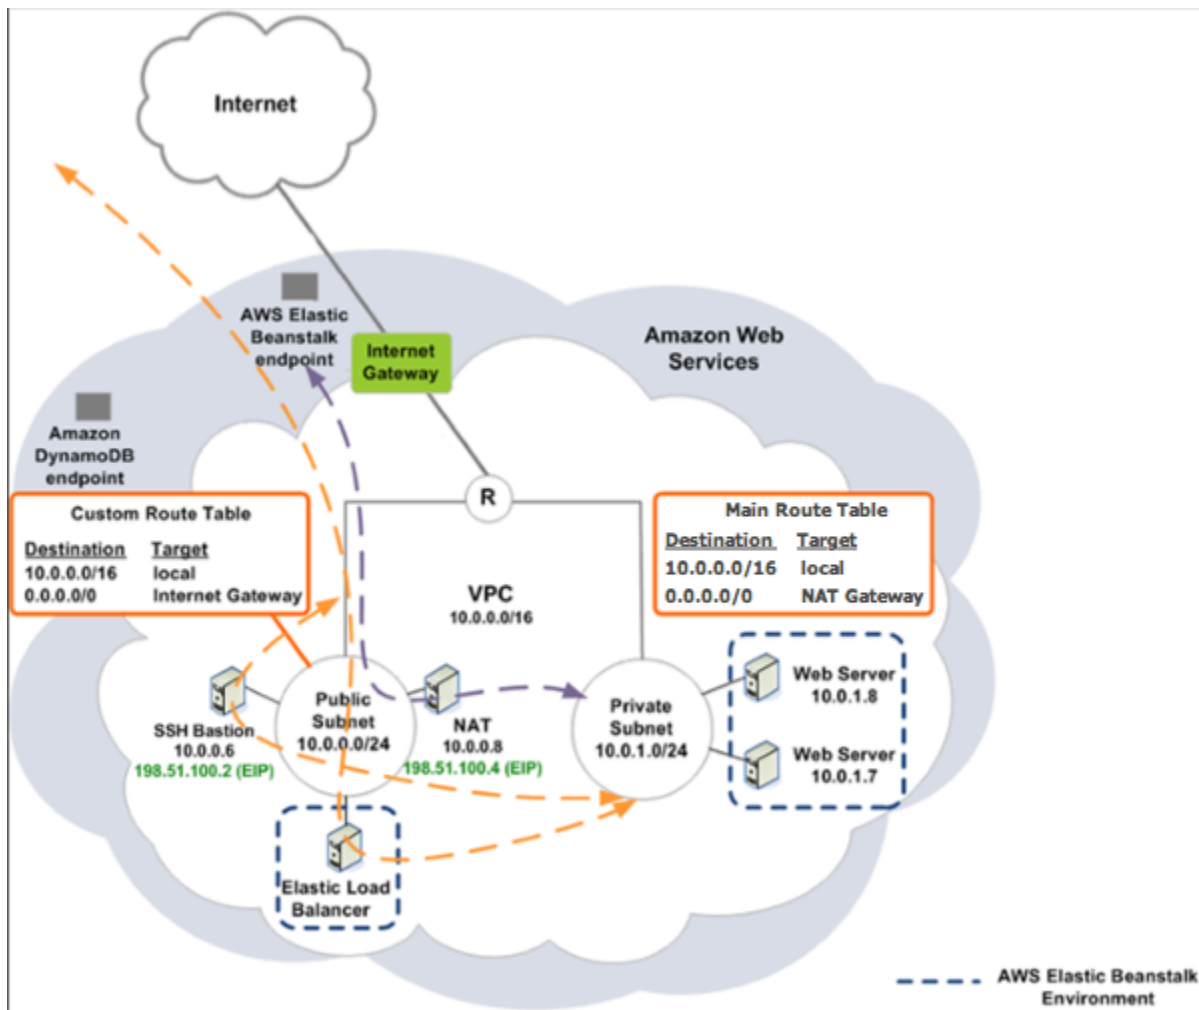 Internet
AWS Elastic
Beanstalk
endpoint
Internet
Gateway
Amazon Web
Services
Amazon
DynamoDB
endpoint
R
Custom Route Table
Destination Target
10.0.0.0/16 local
0.0.0.0/0 Internet Gateway
Main Route Table
Destination Target
10.0.0.0/16 local
0.0.0.0/0 NAT Gateway
VPC
10.0.0.0/16
SSH Bastion
10.0.0.6
198.51.100.2 (EIP)
Public
Subnet
10.0.0.0/24
NAT
10.0.0.8
198.51.100.4 (EIP)
Private
Subnet
10.0.1.0/24
Web Server
10.0.1.8
Web Server
10.0.1.7
Elastic Load
Balancer
AWS Elastic Beanstalk
Environment